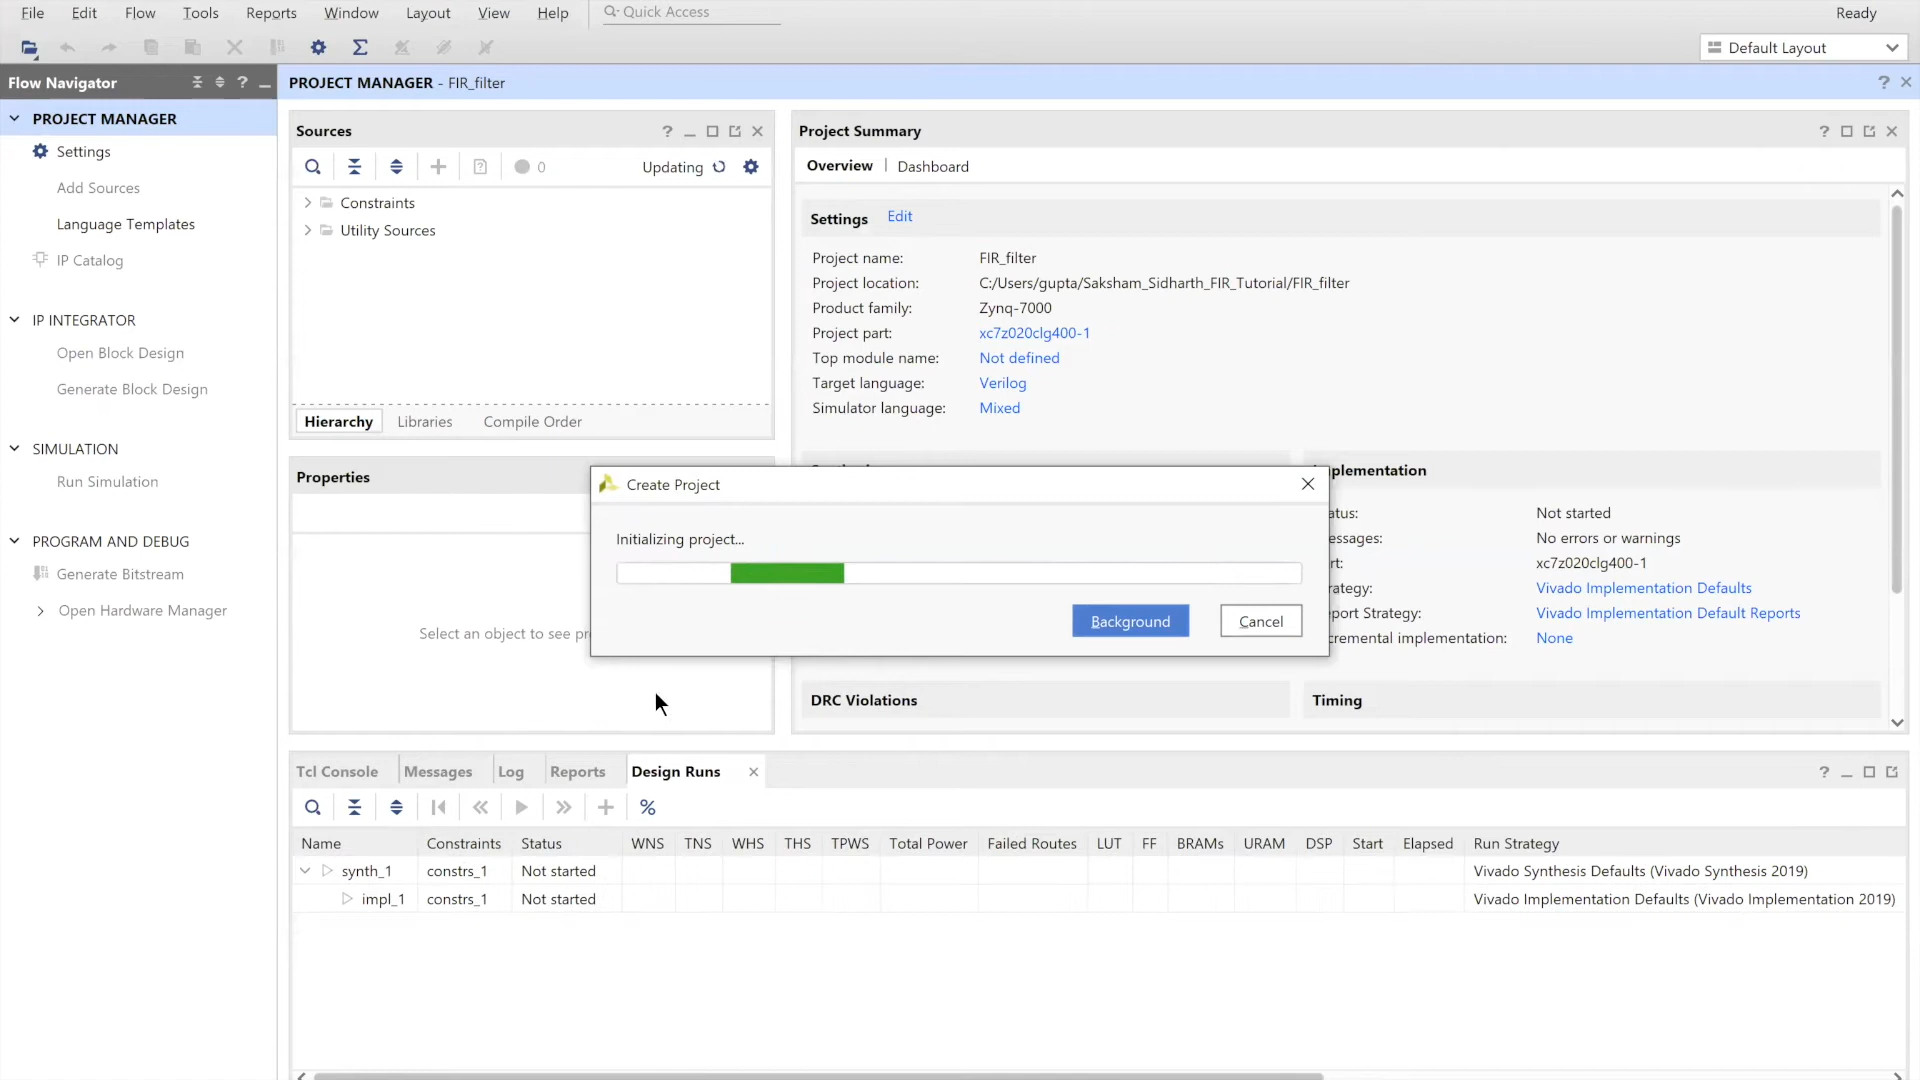 File Edit Flow Tools Reports Window Layout View Help Quick Access Ready
Default Layout
Flow Navigator
PROJECT MANAGER - FIR_filter
PROJECT MANAGER
Settings
Add Sources
Language Templates
IP Catalog
IP INTEGRATOR
Open Block Design
Generate Block Design
SIMULATION
Run Simulation
PROGRAM AND DEBUG
Generate Bitstream
Open Hardware Manager
Sources
0 Updating
Constraints
Utility Sources
Hierarchy Libraries Compile Order
Properties
Select an object to see
Project Summary
Overview | Dashboard
Settings Edit
Project name: FIR_filter
Project location: C:/Users/gupta/Saksham_Sidharth_FIR_Tutorial/FIR_filter
Product family: Zynq-7000
Project part: xc7z020clg400-1
Top module name: Not defined
Target language: Verilog
Simulator language: Mixed
plementation
atus: Not started
essages: No errors or warnings
rt: xc7z020clg400-1
rategy: Vivado Implementation Defaults
port Strategy: Vivado Implementation Default Reports
cremental implementation: None
DRC Violations
Timing
Create Project
Initializing project...
Background Cancel
Tcl Console Messages Log Reports Design Runs
Name Constraints Status WNS TNS WHS THS TPWS Total Power Failed Routes LUT FF BRAMs URAM DSP Start Elapsed Run Strategy
synth_1 constrs_1 Not started Vivado Synthesis Defaults (Vivado Synthesis 2019)
impl_1 constrs_1 Not started Vivado Implementation Defaults (Vivado Implementation 2019)